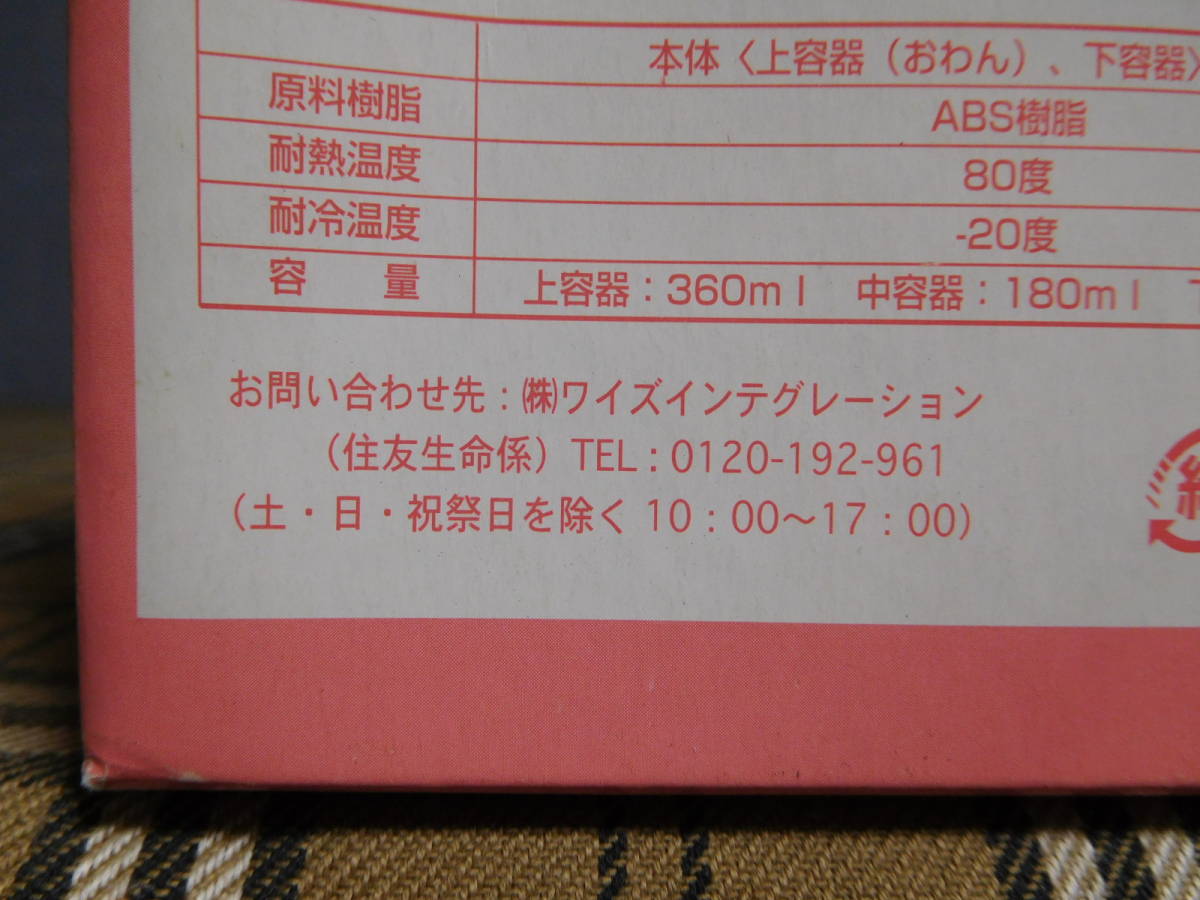 本体〈上容器（おわん）、下容器〉
原料樹脂 ABS樹脂
耐熱温度 80度
耐冷温度 -20度
容　量 上容器：360ml 中容器：180ml
お問い合わせ先：㈱ワイズインテグレーション
（住友生命係）TEL：0120-192-961
（土・日・祝祭日を除く 10：00〜17：00）